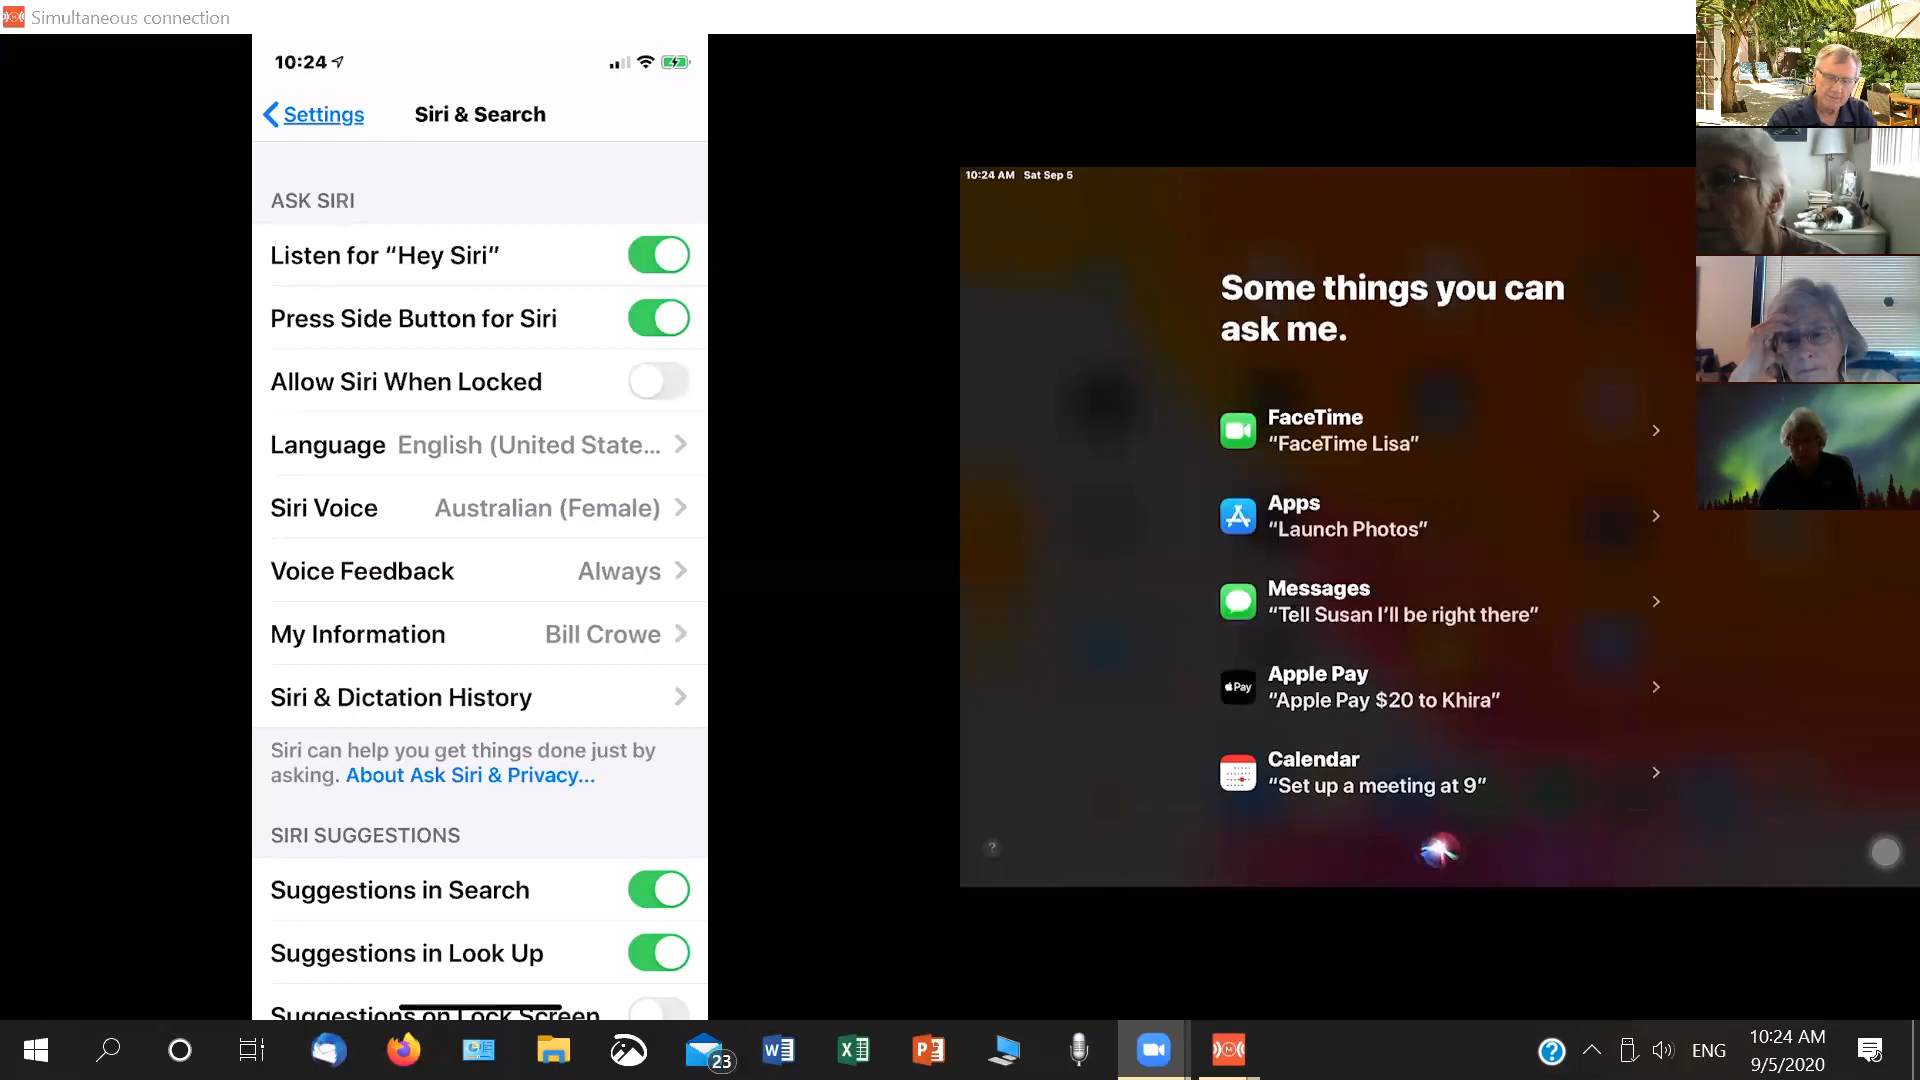 Simultaneous connection
10:24
Settings
Siri & Search
ASK SIRI
Listen for “Hey Siri”
Press Side Button for Siri
Allow Siri When Locked
Language English (United State...
Siri Voice Australian (Female)
Voice Feedback Always
My Information Bill Crowe
Siri & Dictation History
Siri can help you get things done just by
asking. About Ask Siri & Privacy...
SIRI SUGGESTIONS
Suggestions in Search
Suggestions in Look Up
Suggestions on Lock Screen
10:24 AM Sat Sep 5
Some things you can
ask me.
FaceTime
“FaceTime Lisa”
Apps
“Launch Photos”
Messages
“Tell Susan I’ll be right there”
Apple Pay
“Apple Pay $20 to Khira”
Pay
Calendar
“Set up a meeting at 9”
?
23
W
X
P
?
ENG
10:24 AM
9/5/2020